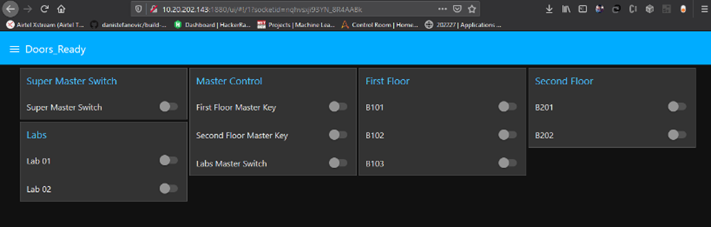 10.20.202.143:1880/ui/#!/1?socketid=
Airtel Xstream (Airtel T...
danistefanovic/build-...
Dashboard | HackerRa...
Projects | Machine Lea...
Control Room | Home...
202227 | Applications ...
Doors_Ready
Super Master Switch
Super Master Switch
Labs
Lab 01
Lab 02
Master Control
First Floor Master Key
Second Floor Master Key
Labs Master Switch
First Floor
B101
B102
B103
Second Floor
B201
B202